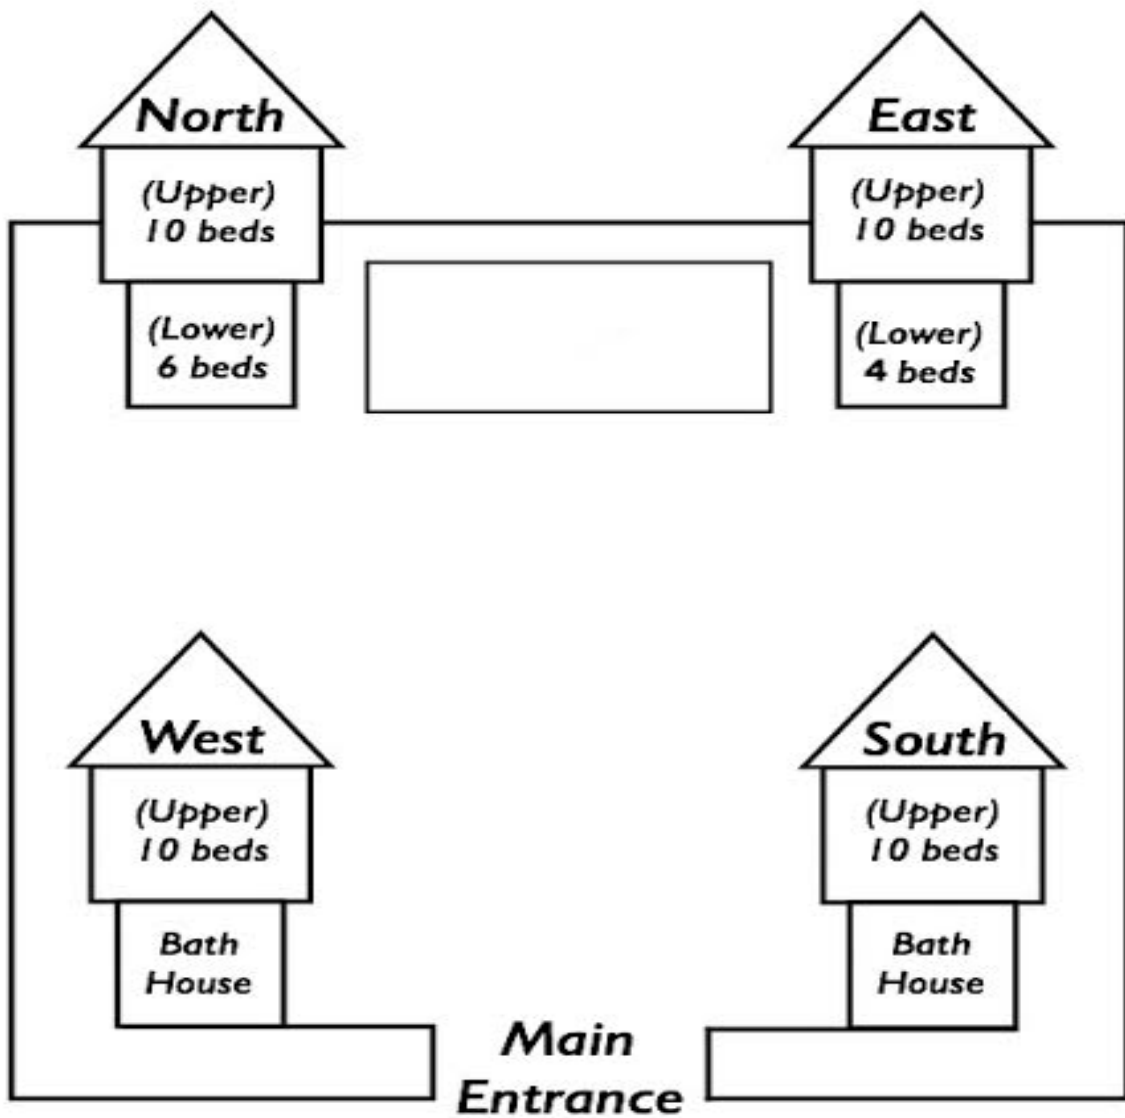 North
(Upper)
10 beds
(Lower)
6 beds
East
(Upper)
10 beds
(Lower)
4 beds
West
(Upper)
10 beds
Bath
House
South
(Upper)
10 beds
Bath
House
Main
Entrance